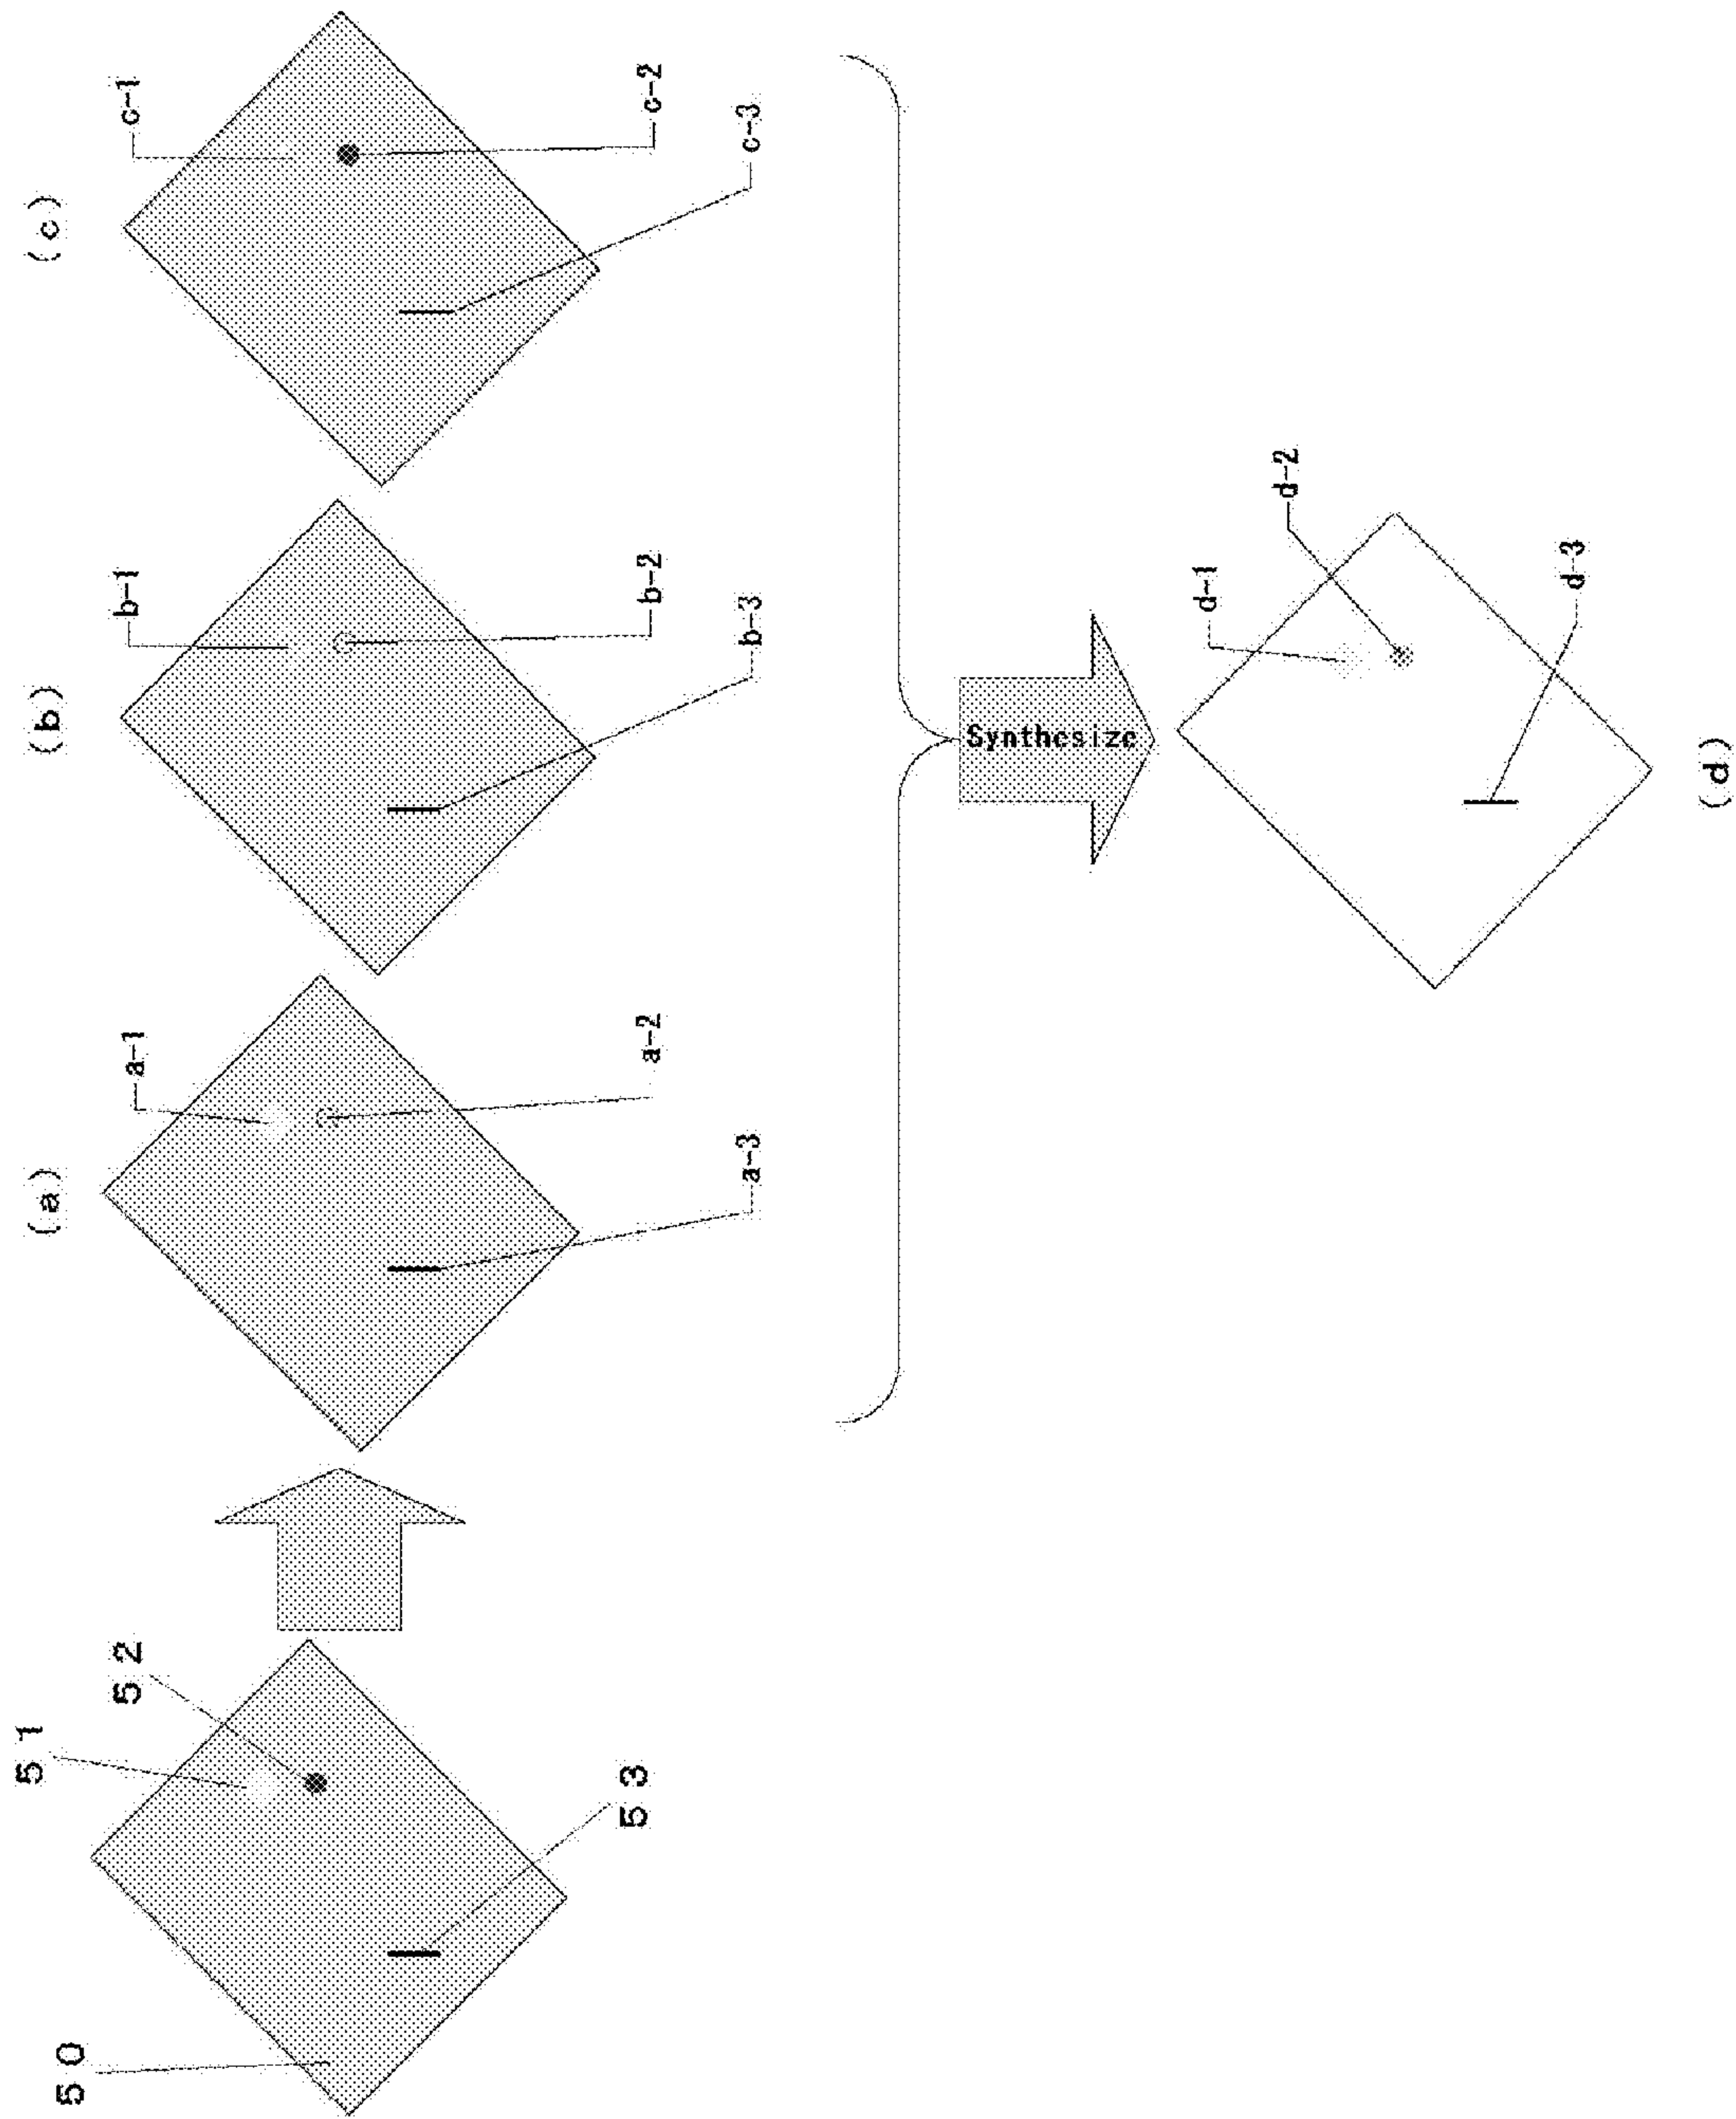 (a)
(b)
(c)
50
51
52
53
a-1
a-2
a-3
b-1
b-2
b-3
c-1
c-2
c-3
Synthesize
d-1
d-2
d-3
(d)